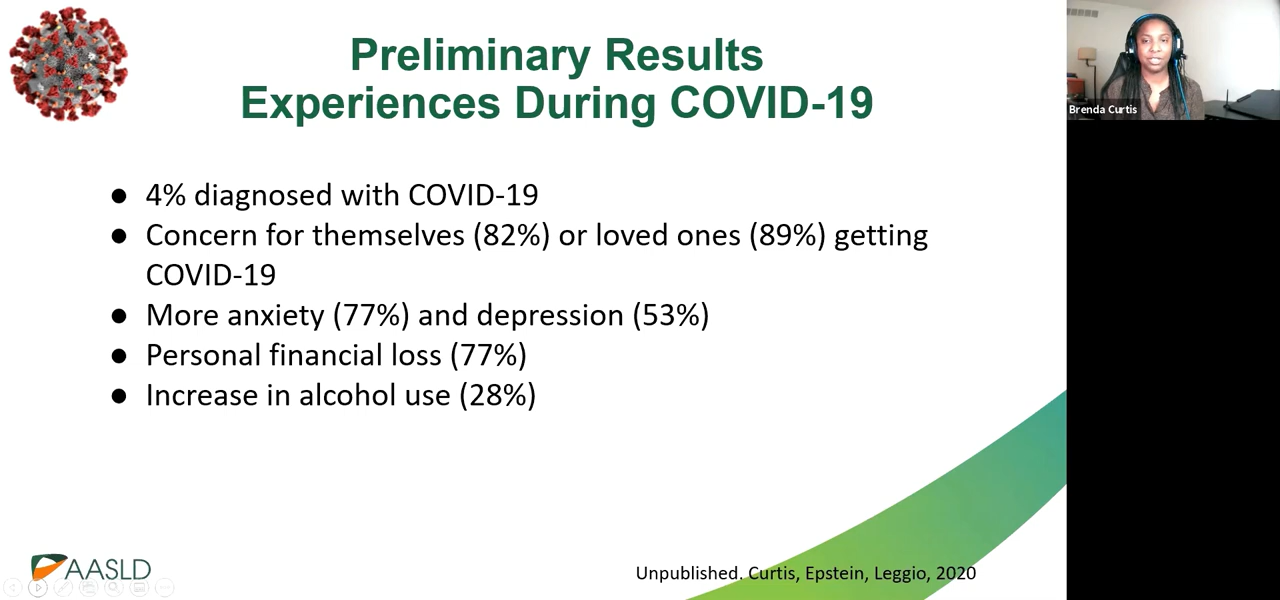 Preliminary Results
Experiences During COVID-19
● 4% diagnosed with COVID-19
● Concern for themselves (82%) or loved ones (89%) getting
COVID-19
● More anxiety (77%) and depression (53%)
● Personal financial loss (77%)
● Increase in alcohol use (28%)
AASLD
Unpublished. Curtis, Epstein, Leggio, 2020
Brenda Curtis